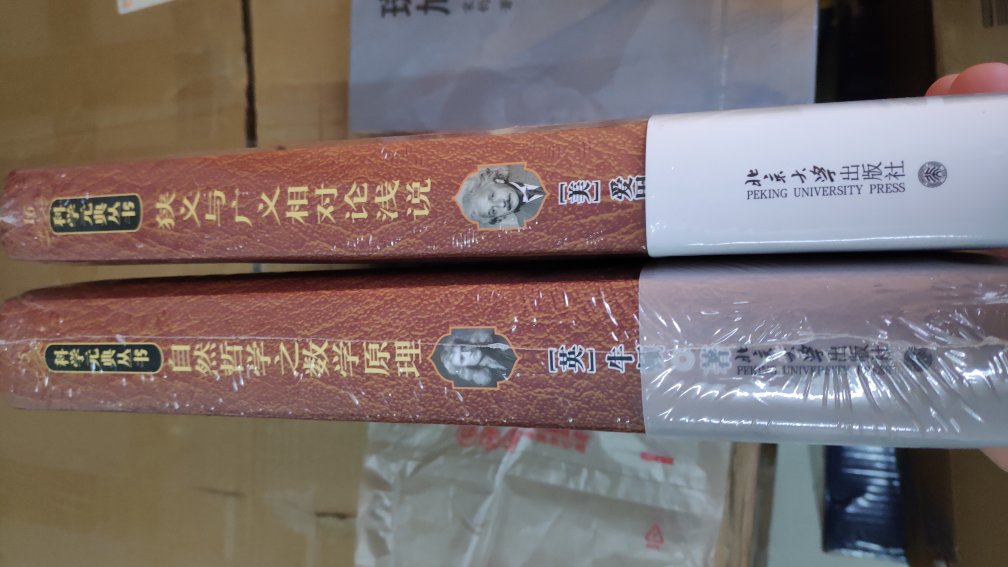 16
科学元典丛书
狭义与广义相对论浅说
[美] 爱
北京大学出版社
PEKING UNIVERSITY PRESS
科学元典丛书
自然哲学之数学原理
[英] 牛
北京大学出版社
PEKING UNIVERSITY PRESS